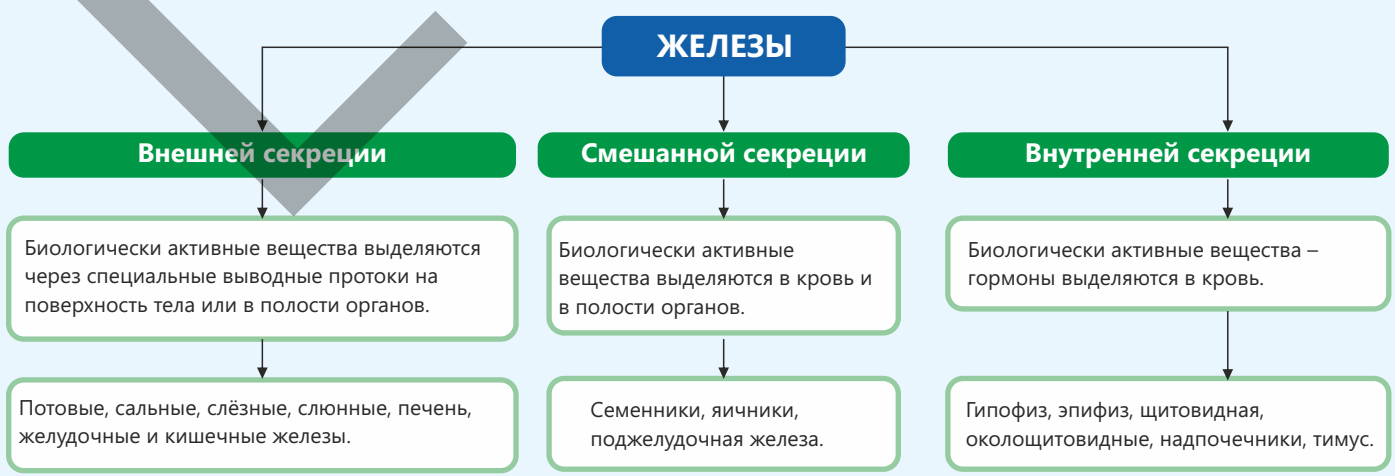 ЖЕЛЕЗЫ
Внешней секреции
Смешанной секреции
Внутренней секреции
Биологически активные вещества выделяются
через специальные выводные протоки на
поверхность тела или в полости органов.
Биологически активные
вещества выделяются в кровь и
в полости органов.
Биологически активные вещества –
гормоны выделяются в кровь.
Потовые, сальные, слёзные, слюнные, печень,
желудочные и кишечные железы.
Семенники, яичники,
поджелудочная железа.
Гипофиз, эпифиз, щитовидная,
околощитовидные, надпочечники, тимус.